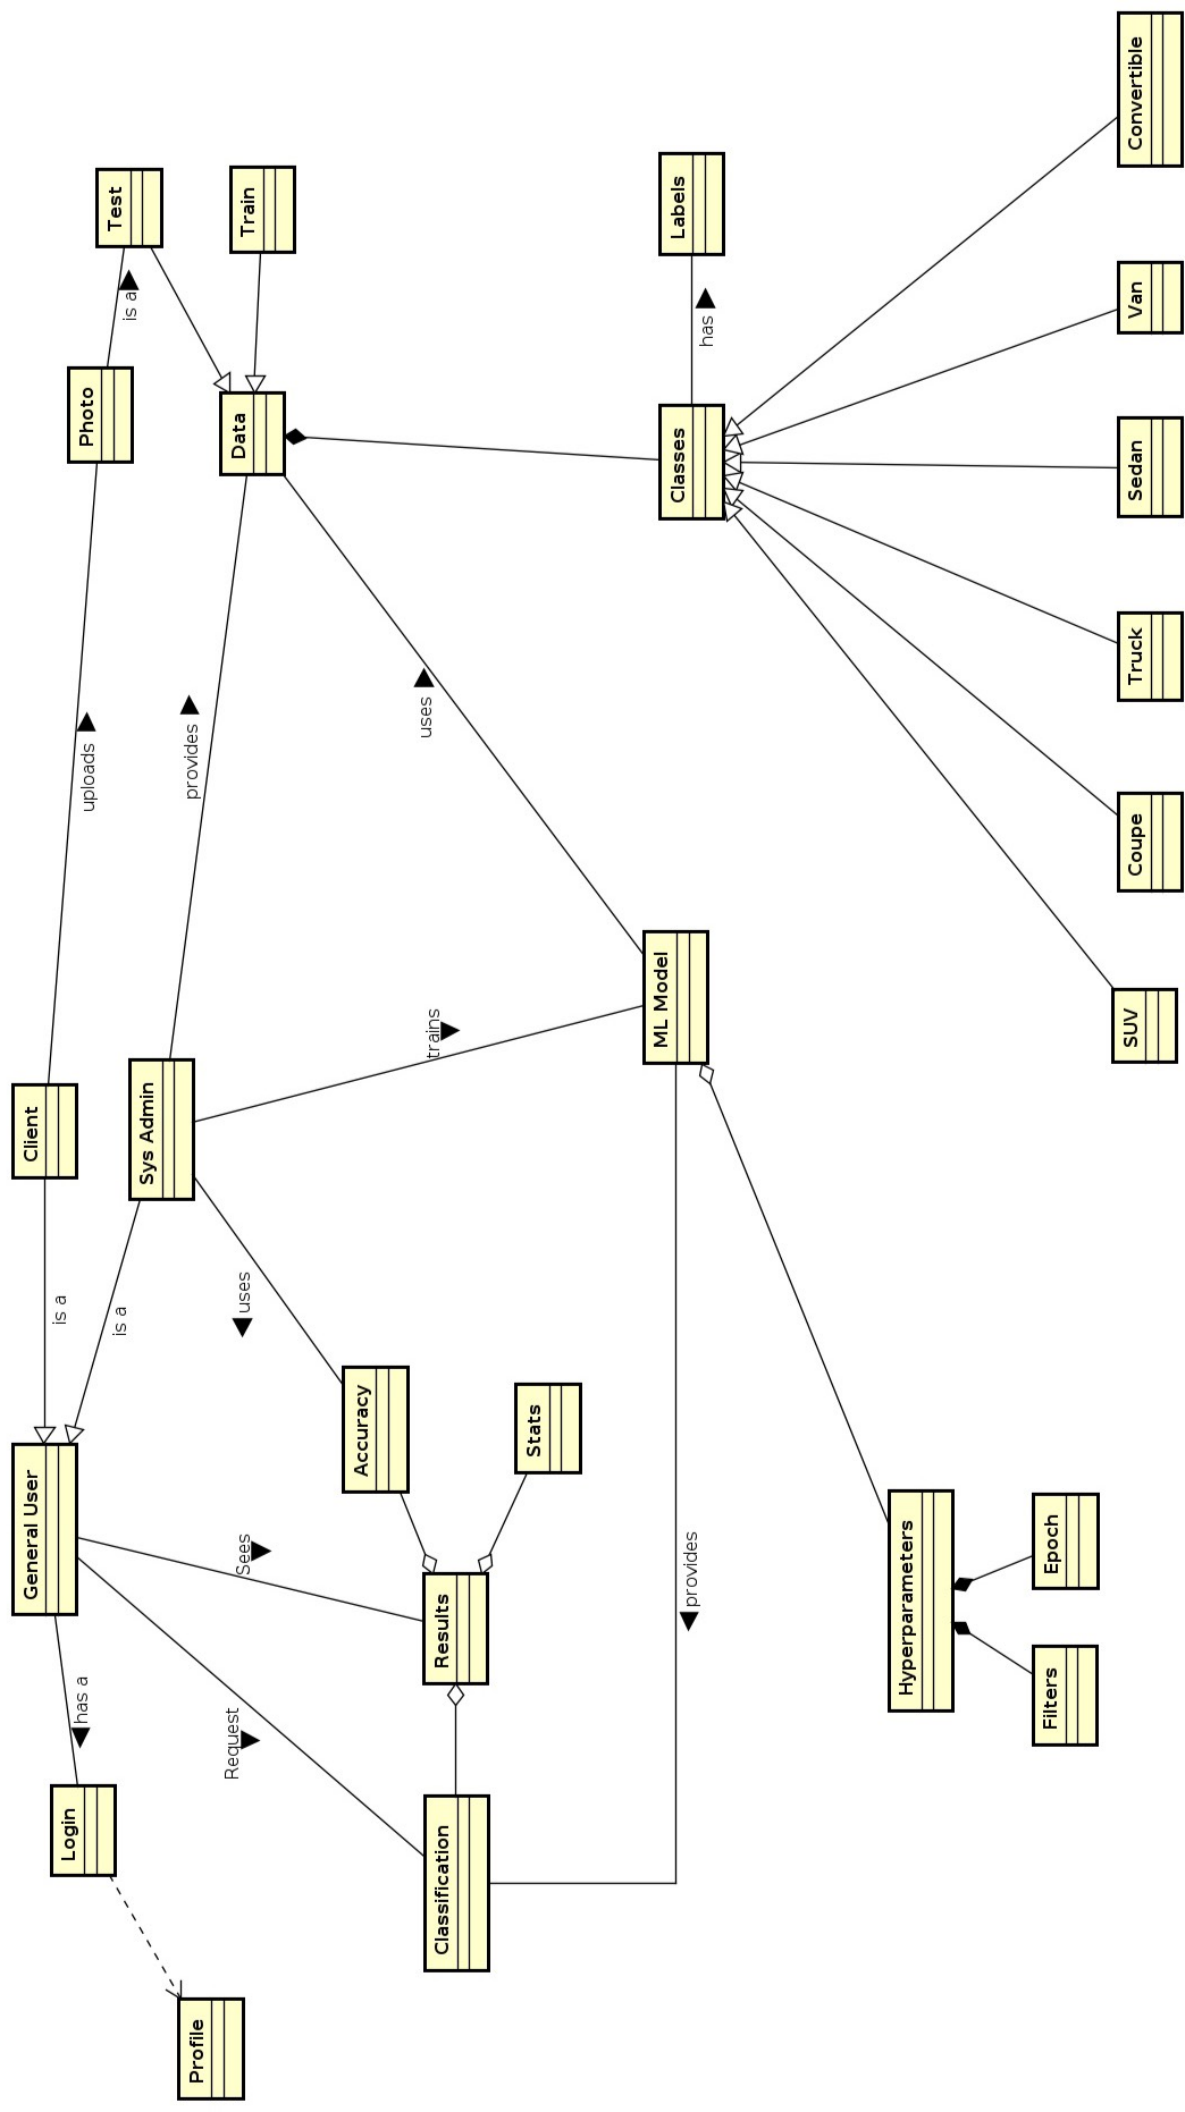 Profile
Login
has a
General User
is a
Client
uploads
Photo
is a
Test
is a
Sys Admin
provides
Data
Train
Request
Sees
uses
Accuracy
trains
uses
Classification
Results
Stats
provides
ML Model
Classes
has
Labels
Hyperparameters
Filters
Epoch
SUV
Coupe
Truck
Sedan
Van
Convertible